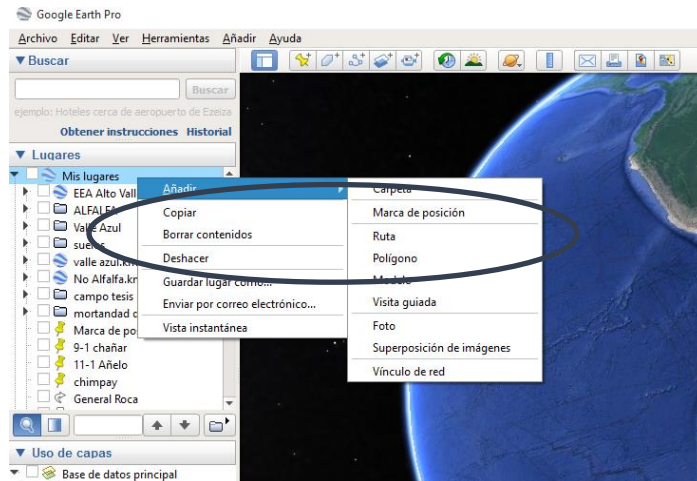 Google Earth Pro
Archivo Editar Ver Herramientas Añadir Ayuda
Buscar
Buscar
ejemplo: Hoteles cerca de aeropuerto de Ezeiza
Obtener instrucciones Historial
Lugares
Mis lugares
EEA Alto Vall
ALFALFA
Valle Azul
suelos
valle azul.km
No Alfalfa.km
campo tesis
mortandad d
Marca de po
9-1 chañar
11-1 Añelo
chimpay
General Roca
Añadir
Copiar
Borrar contenidos
Deshacer
Guardar lugar como...
Enviar por correo electrónico...
Vista instantánea
Carpeta
Marca de posición
Ruta
Polígono
Modelo
Visita guiada
Foto
Superposición de imágenes
Vínculo de red
Uso de capas
Base de datos principal